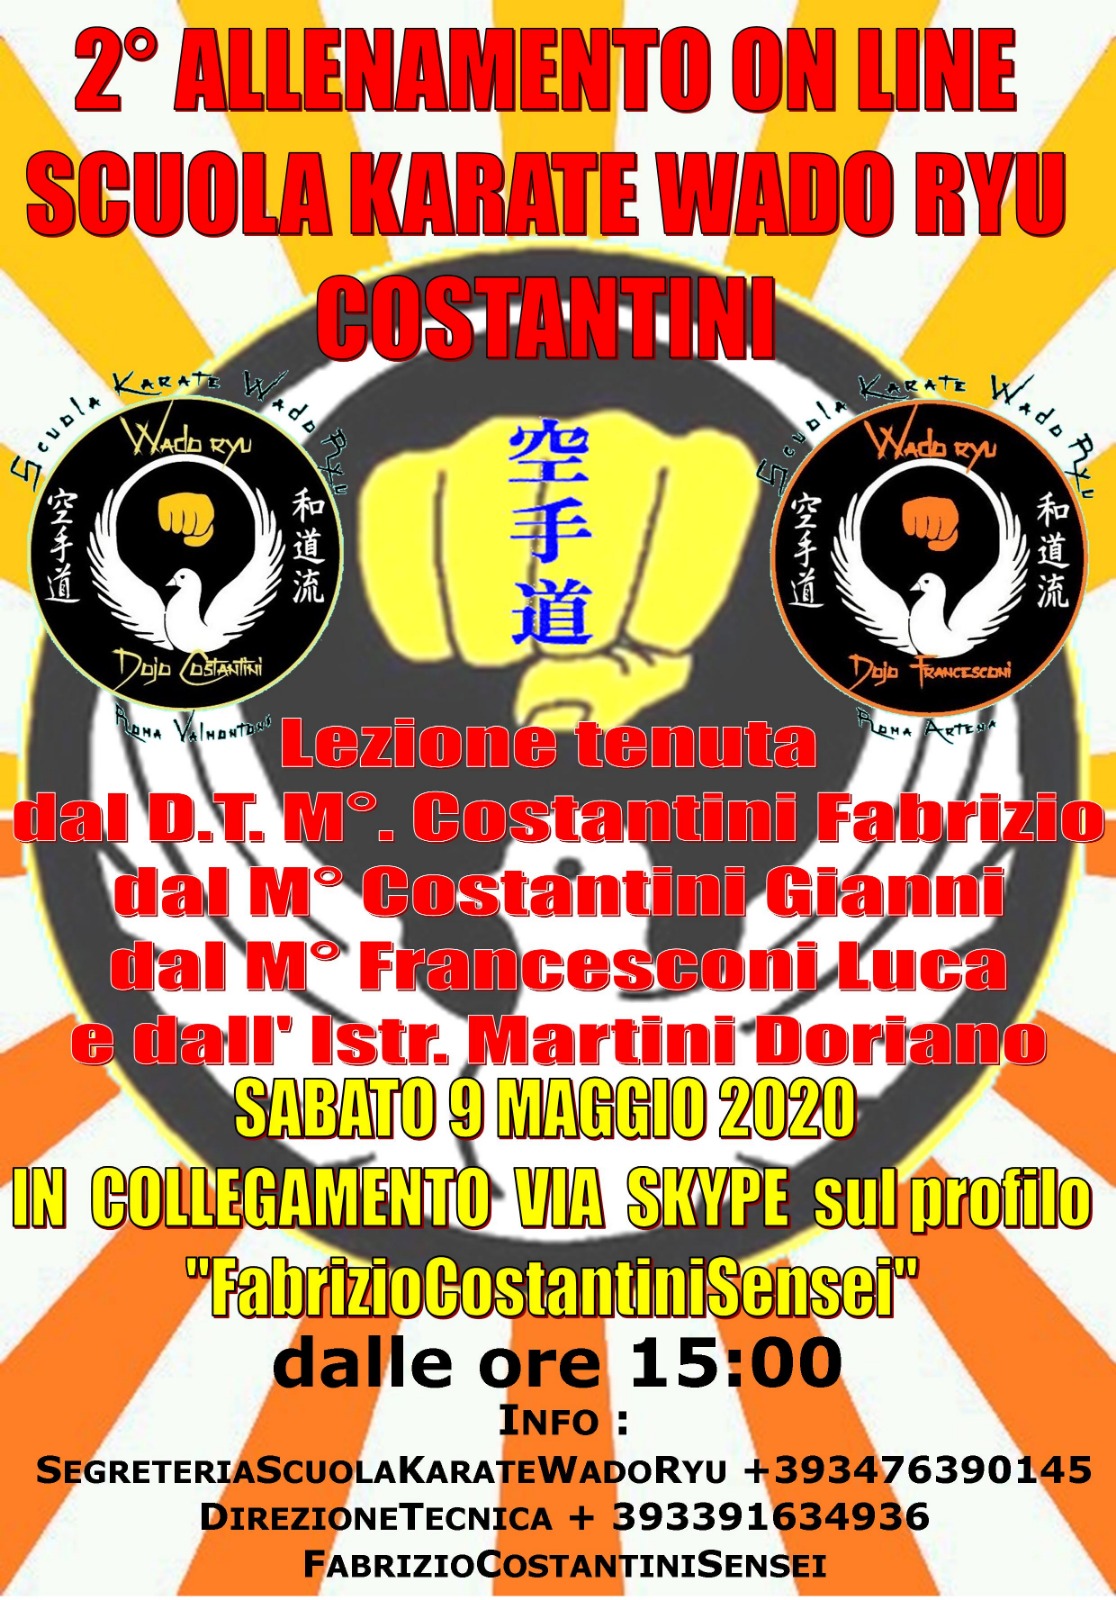 2° ALLENAMENTO ON LINE
SCUOLA KARATE WADO RYU
COSTANTINI
Scuola Karate Wado Ryu
Wado ryu
空手道
和道流
Dojo Costantini
Roma Valmontone
空手道
Scuola Karate Wado Ryu
Wado ryu
空手道
和道流
Dojo Francesconi
Roma Artena
Lezione tenuta
dal D.T. M°. Costantini Fabrizio
dal M° Costantini Gianni
dal M° Francesconi Luca
e dall' Istr. Martini Doriano
SABATO 9 MAGGIO 2020
IN COLLEGAMENTO VIA SKYPE sul profilo
"FabrizioCostantiniSensei"
dalle ore 15:00
INFO :
SEGRETERIASCUOLAKARATEWADORYU +393476390145
DIREZIONETECNICA + 393391634936
FABRIZIOCOSTANTINISENSEI